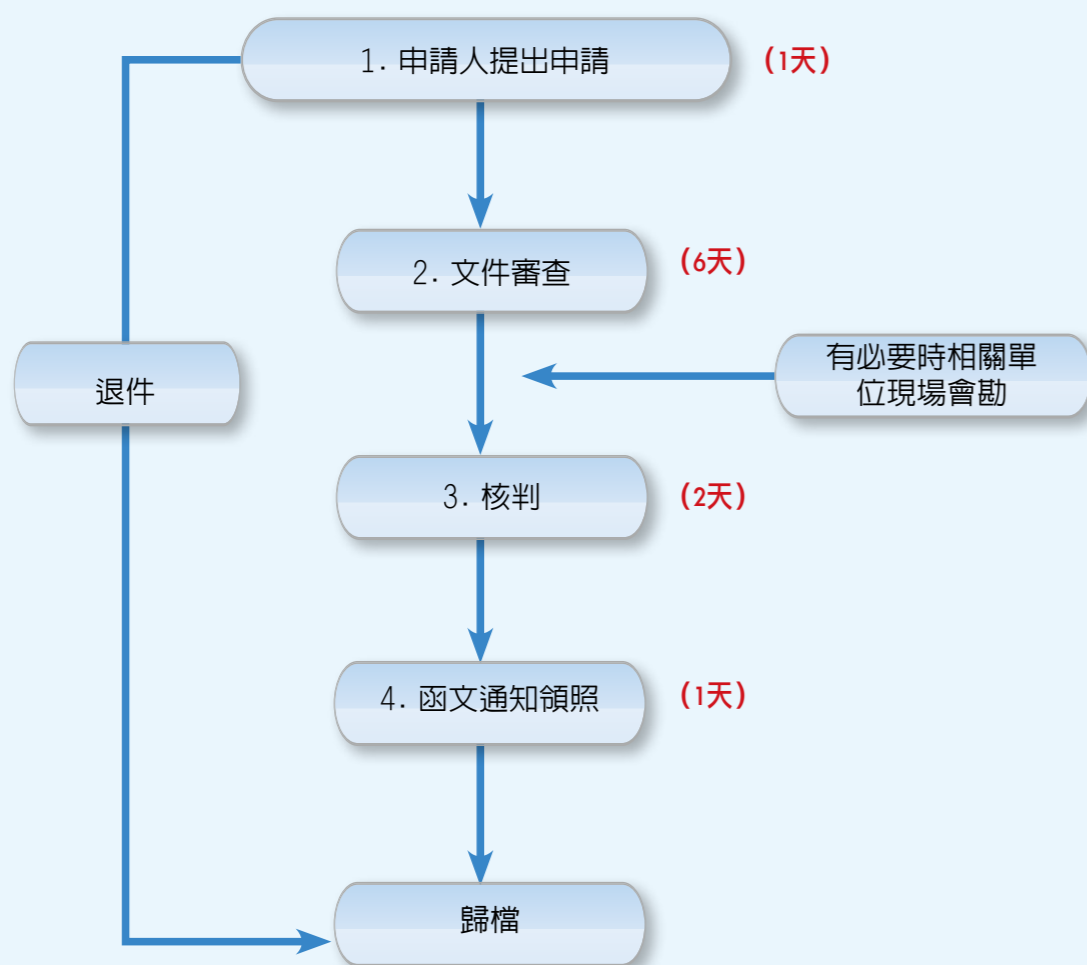 1. 申請人提出申請
(1天)
2. 文件審查
(6天)
退件
有必要時相關單
位現場會勘
3. 核判
(2天)
4. 函文通知領照
(1天)
歸檔